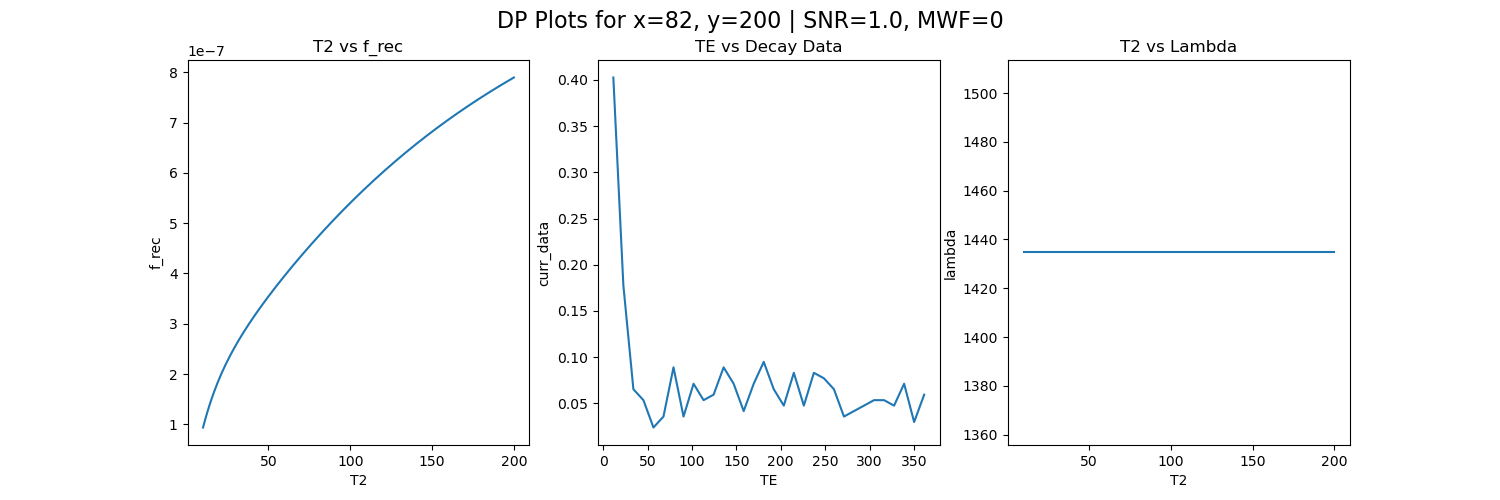 DP Plots for x=82, y=200 | SNR=1.0, MWF=0
T2 vs f_rec
1e−7
8
7
6
5
4
3
2
1
f_rec
50 100 150 200
T2
TE vs Decay Data
0.40
0.35
0.30
0.25
0.20
0.15
0.10
0.05
curr_data
0 50 100 150 200 250 300 350
TE
T2 vs Lambda
1500
1480
1460
1440
1420
1400
1380
1360
lambda
50 100 150 200
T2